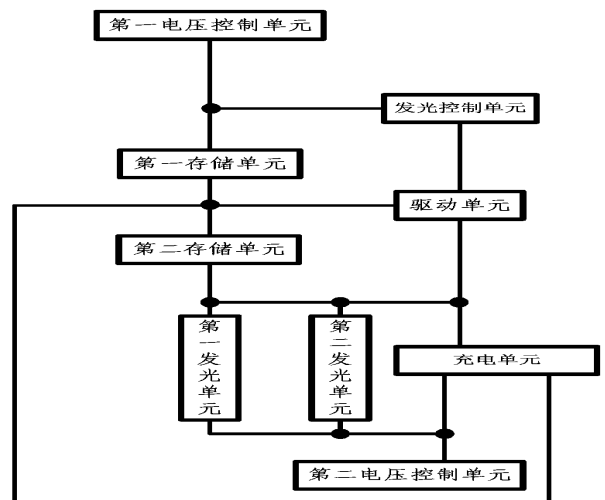 第一电压控制单元
发光控制单元
第一存储单元
驱动单元
第二存储单元
第一发光单元
第二发光单元
充电单元
第二电压控制单元